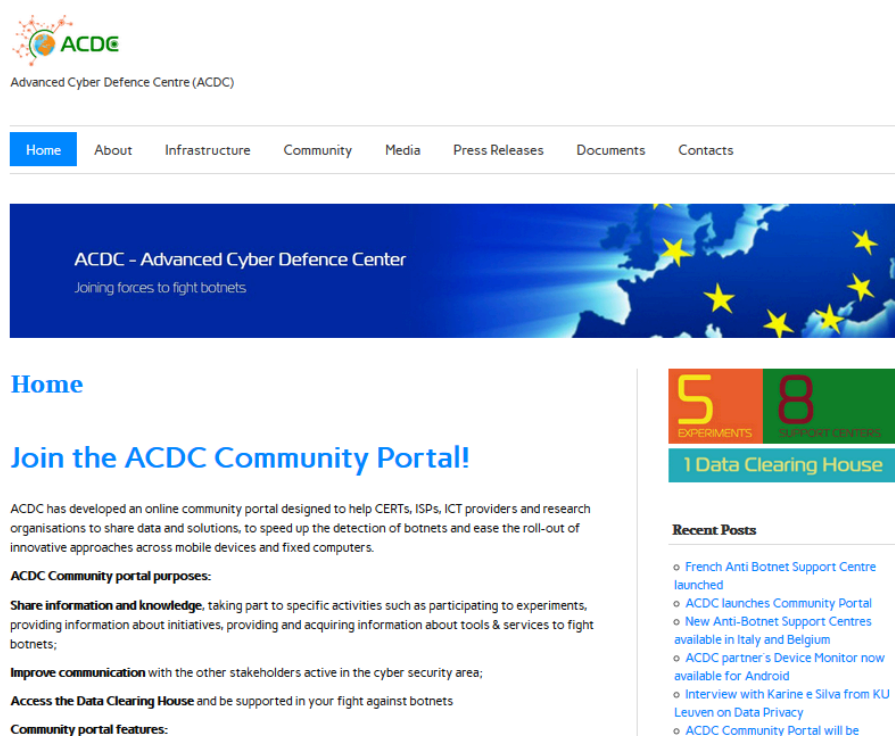 ACDC
Advanced Cyber Defence Centre (ACDC)
Home About Infrastructure Community Media Press Releases Documents Contacts
ACDC - Advanced Cyber Defence Center
Joining forces to fight botnets
Home
Join the ACDC Community Portal!
ACDC has developed an online community portal designed to help CERTs, ISPs, ICT providers and research
organisations to share data and solutions, to speed up the detection of botnets and ease the roll-out of
innovative approaches across mobile devices and fixed computers.
ACDC Community portal purposes:
Share information and knowledge, taking part to specific activities such as participating to experiments,
providing information about initiatives, providing and acquiring information about tools & services to fight
botnets;
Improve communication with the other stakeholders active in the cyber security area;
Access the Data Clearing House and be supported in your fight against botnets
Community portal features:
5 8
EXPERIMENTS SUPPORT CENTERS
1 Data Clearing House
Recent Posts
French Anti Botnet Support Centre
launched
ACDC launches Community Portal
New Anti-Botnet Support Centres
available in Italy and Belgium
ACDC partner's Device Monitor now
available for Android
Interview with Karine e Silva from KU
Leuven on Data Privacy
ACDC Community Portal will be